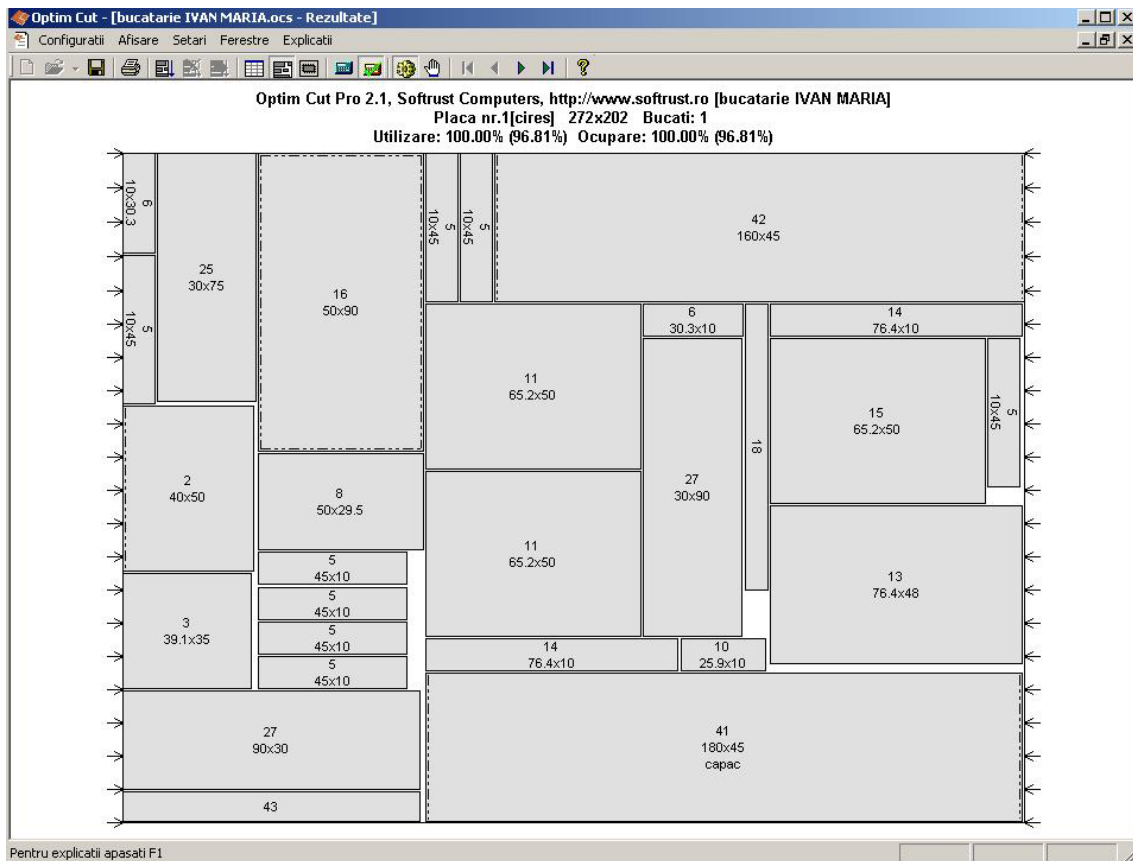 Optim Cut - [bucatarie IVAN MARIA.ocs - Rezultate]
Configuratii Afisare Setari Ferestre Explicatii
Optim Cut Pro 2.1, Softrust Computers, http://www.softrust.ro [bucatarie IVAN MARIA]
Placa nr.1[cires] 272x202 Bucati: 1
Utilizare: 100.00% (96.81%) Ocupare: 100.00% (96.81%)
6
10x30.3
25
30x75
16
50x90
5
10x45
5
10x45
42
160x45
5
10x45
11
65.2x50
6
30.3x10
18
14
76.4x10
15
65.2x50
5
10x45
2
40x50
8
50x29.5
11
65.2x50
27
30x90
13
76.4x48
5
45x10
5
45x10
5
45x10
5
45x10
3
39.1x35
14
76.4x10
10
25.9x10
27
90x30
41
180x45
capac
43
Pentru explicatii apasati F1